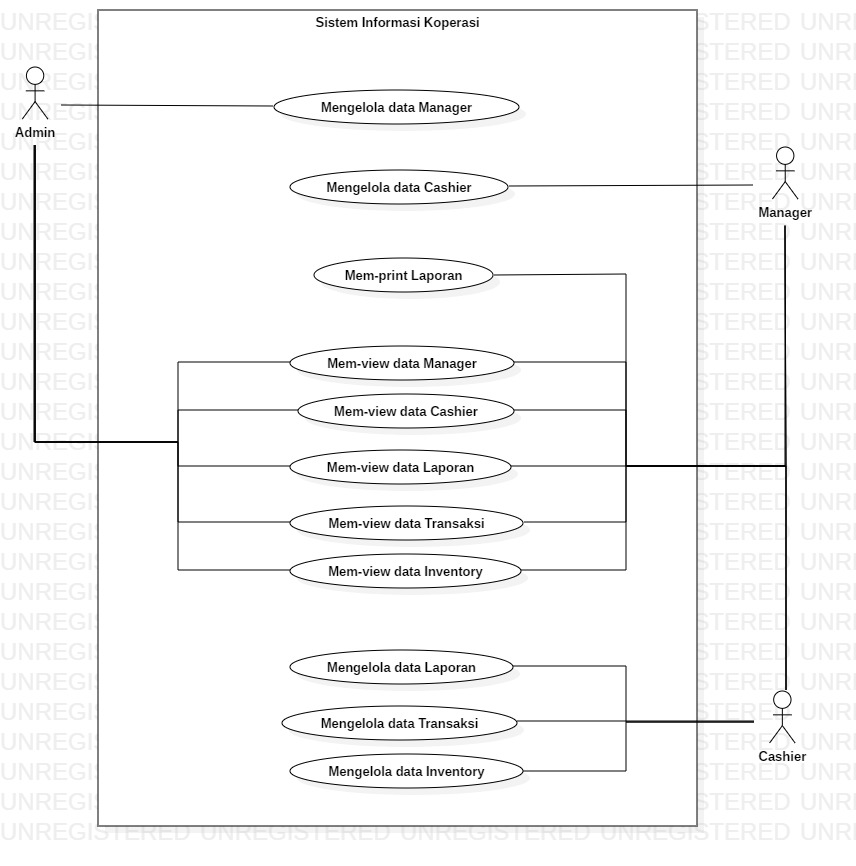 Sistem Informasi Koperasi
Admin
Mengelola data Manager
Mengelola data Cashier
Manager
Mem-print Laporan
Mem-view data Manager
Mem-view data Cashier
Mem-view data Laporan
Mem-view data Transaksi
Mem-view data Inventory
Mengelola data Laporan
Mengelola data Transaksi
Mengelola data Inventory
Cashier
UNREGISTERED UNREGISTERED UNREGISTERED UNREGISTERED UNRE